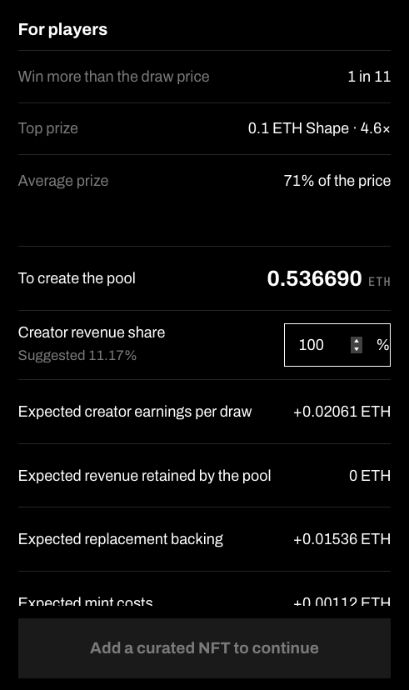 For players
Win more than the draw price 1 in 11
Top prize 0.1 ETH Shape · 4.6×
Average prize 71% of the price
To create the pool 0.536690 ETH
Creator revenue share 100 %
Suggested 11.17%
Expected creator earnings per draw +0.02061 ETH
Expected revenue retained by the pool 0 ETH
Expected replacement backing +0.01536 ETH
Expected mint costs +0.00112 ETH
Add a curated NFT to continue